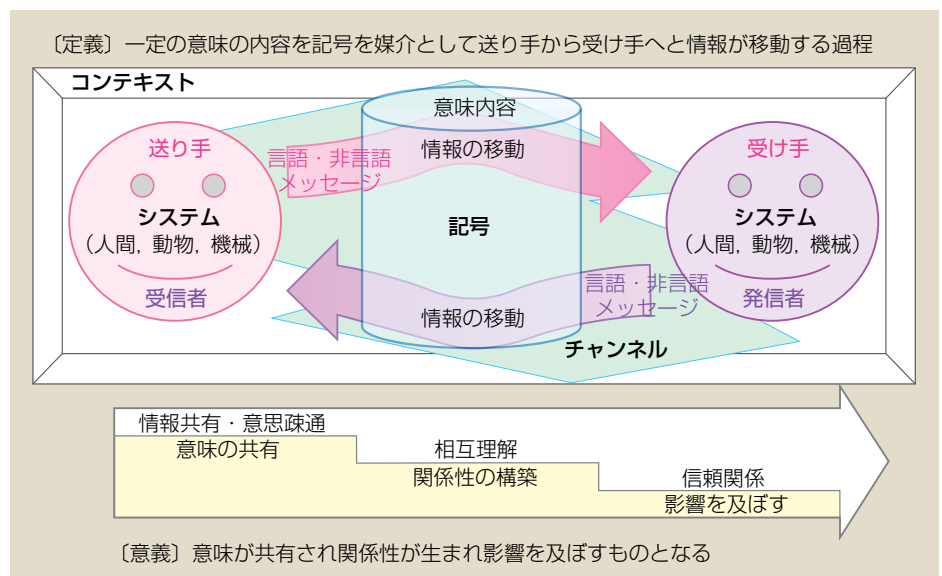 〔定義〕一定の意味の内容を記号を媒介として送り手から受け手へと情報が移動する過程
コンテキスト
意味内容
送り手
言語・非言語
メッセージ
情報の移動
受け手
システム
(人間, 動物, 機械)
記号
システム
(人間, 動物, 機械)
受信者
情報の移動
言語・非言語
メッセージ
発信者
チャンネル
情報共有・意思疎通
意味の共有
相互理解
関係性の構築
信頼関係
影響を及ぼす
〔意義〕意味が共有され関係性が生まれ影響を及ぼすものとなる